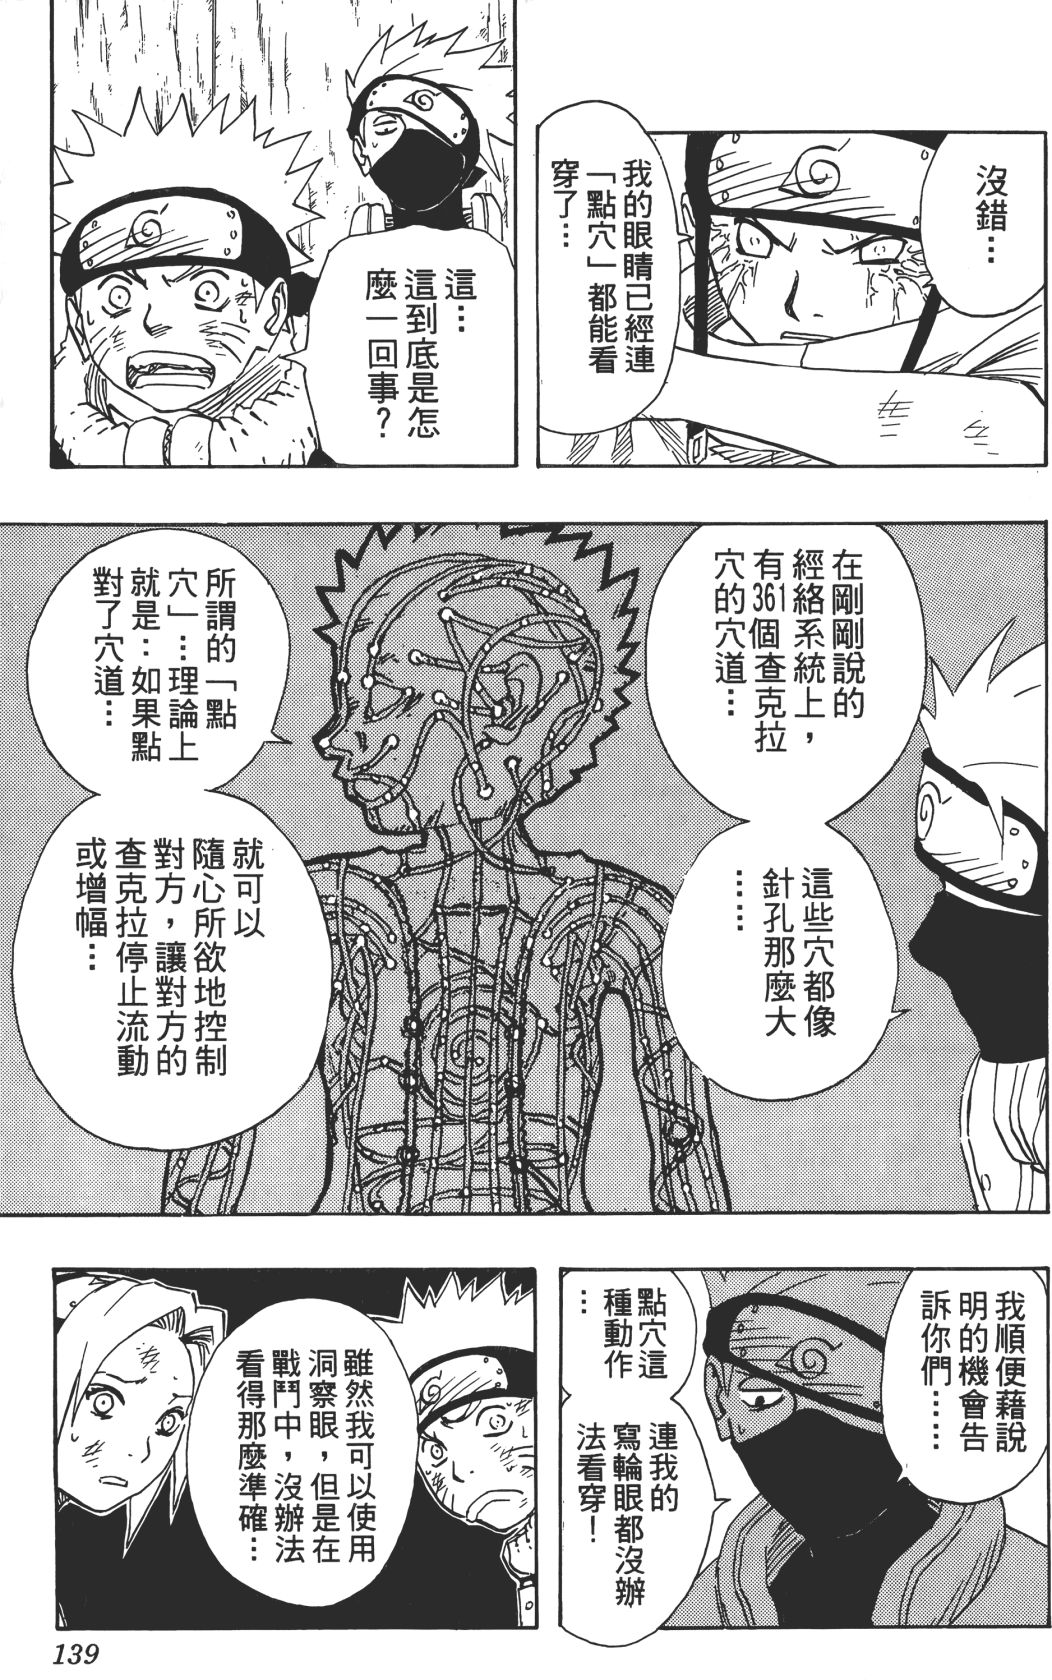 沒錯…
我的眼睛已經連
「點穴」都能看
穿了…
這…
這到底是怎
麼一回事？
在剛剛說的
經絡系統上，
有361個查克拉
穴的穴道…
這些穴都像
針孔那麼大
……
所謂的「點
穴」…理論上
就是：如果點
對了穴道…
就可以
隨心所欲地控制
對方，讓對方的
查克拉停止流動
或增幅…
我順便藉說
明的機會告
訴你們……
點穴這
種動作
…
連我的
寫輪眼都沒辦
法看穿！
雖然我可以使用
洞察眼，但是在
戰鬥中，沒辦法
看得那麼準確…
139